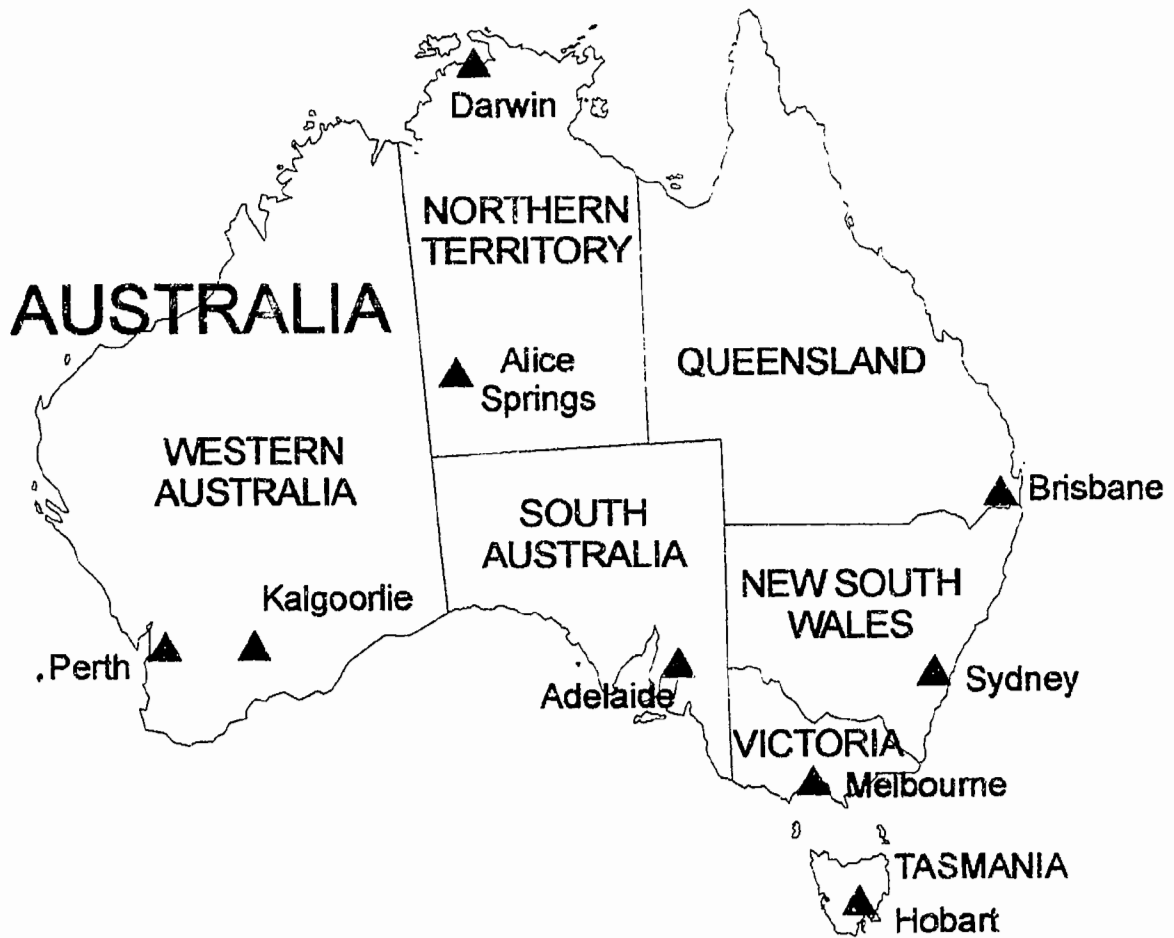 Darwin
NORTHERN
TERRITORY
AUSTRALIA
Alice
Springs
QUEENSLAND
WESTERN
AUSTRALIA
Brisbane
SOUTH
AUSTRALIA
NEW SOUTH
WALES
Kalgoorlie
Perth
Adelaide
Sydney
VICTORIA
Melbourne
TASMANIA
Hobart